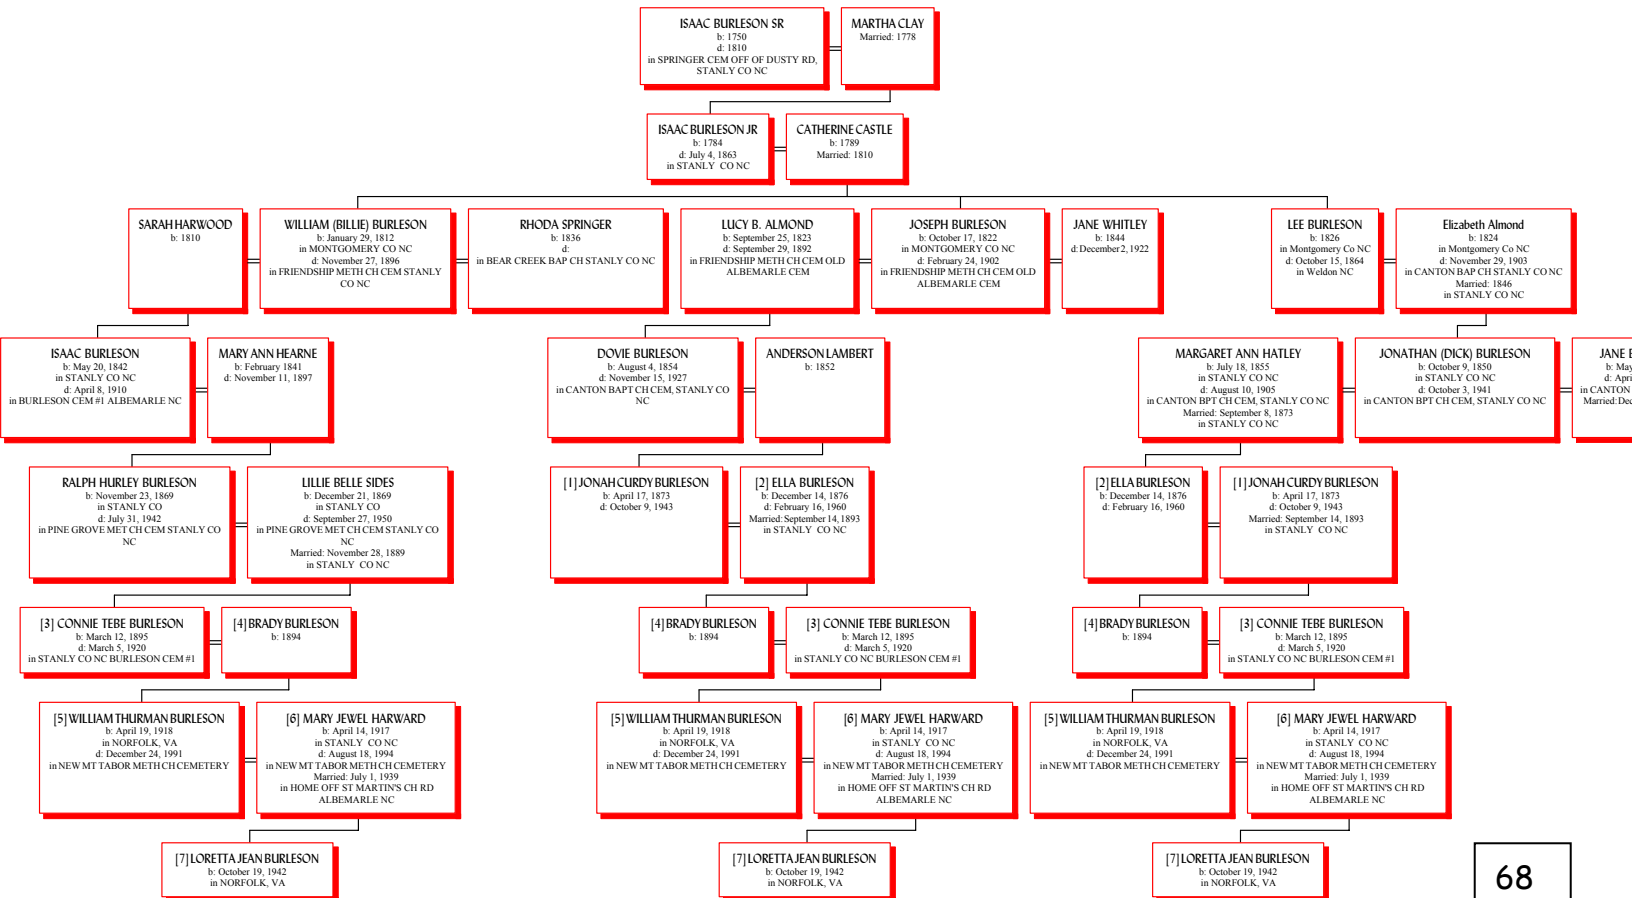 ISAAC BURLESON SR
b: 1750
d: 1810
in SPRINGER CEM OFF OF DUSTY RD,
STANLY CO NC
MARTHA CLAY
Married: 1778
ISAAC BURLESON JR
b: 1784
d: July 4, 1863
in STANLY CO NC
CATHERINE CASTLE
b: 1789
Married: 1810
SARAH HARWOOD
b: 1810
WILLIAM (BILLIE) BURLESON
b: January 29, 1812
in MONTGOMERY CO NC
d: November 27, 1896
in FRIENDSHIP METH CH CEM STANLY
CO NC
RHODA SPRINGER
b: 1836
d:
in BEAR CREEK BAP CH STANLY CO NC
LUCY B. ALMOND
b: September 25, 1823
d: September 29, 1892
in FRIENDSHIP METH CH CEM OLD
ALBEMARLE CEM
JOSEPH BURLESON
b: October 17, 1822
in MONTGOMERY CO NC
d: February 24, 1902
in FRIENDSHIP METH CH CEM OLD
ALBEMARLE CEM
JANE WHITLEY
b: 1844
d: December 2, 1922
LEE BURLESON
b: 1826
in Montgomery Co NC
d: October 15, 1864
in Weldon NC
Elizabeth Almond
b: 1824
in Montgomery Co NC
d: November 29, 1903
in CANTON BAP CH STANLY CO NC
Married: 1846
in STANLY CO NC
ISAAC BURLESON
b: May 20, 1842
in STANLY CO NC
d: April 8, 1910
in BURLESON CEM #1 ALBEMARLE NC
MARY ANN HEARNE
b: February 1841
d: November 11, 1897
DOVIE BURLESON
b: August 4, 1854
d: November 15, 1927
in CANTON BAPT CH CEM, STANLY CO
NC
ANDERSON LAMBERT
b: 1852
MARGARET ANN HATLEY
b: July 18, 1855
in STANLY CO NC
d: August 10, 1905
in CANTON BPT CH CEM, STANLY CO NC
Married: September 8, 1873
in STANLY CO NC
JONATHAN (DICK) BURLESON
b: October 9, 1850
in STANLY CO NC
d: October 3, 1941
in CANTON BPT CH CEM, STANLY CO NC
JANE
b: May
d: Apri
in CANTON
Married: Dec
RALPH HURLEY BURLESON
b: November 23, 1869
in STANLY CO
d: July 31, 1942
in PINE GROVE MET CH CEM STANLY CO
NC
LILLIE BELLE SIDES
b: December 21, 1869
in STANLY CO
d: September 27, 1950
in PINE GROVE MET CH CEM STANLY CO
NC
Married: November 28, 1889
in STANLY CO NC
[1] JONAH CURDY BURLESON
b: April 17, 1873
d: October 9, 1943
[2] ELLA BURLESON
b: December 14, 1876
d: February 16, 1960
Married: September 14, 1893
in STANLY CO NC
[2] ELLA BURLESON
b: December 14, 1876
d: February 16, 1960
[1] JONAH CURDY BURLESON
b: April 17, 1873
d: October 9, 1943
Married: September 14, 1893
in STANLY CO NC
[3] CONNIE TEBE BURLESON
b: March 12, 1895
d: March 5, 1920
in STANLY CO NC BURLESON CEM #1
[4] BRADY BURLESON
b: 1894
[4] BRADY BURLESON
b: 1894
[3] CONNIE TEBE BURLESON
b: March 12, 1895
d: March 5, 1920
in STANLY CO NC BURLESON CEM #1
[4] BRADY BURLESON
b: 1894
[3] CONNIE TEBE BURLESON
b: March 12, 1895
d: March 5, 1920
in STANLY CO NC BURLESON CEM #1
[5] WILLIAM THURMAN BURLESON
b: April 19, 1918
in NORFOLK, VA
d: December 24, 1991
in NEW MT TABOR METH CH CEMETERY
[6] MARY JEWEL HARWARD
b: April 14, 1917
in STANLY CO NC
d: August 18, 1994
in NEW MT TABOR METH CH CEMETERY
Married: July 1, 1939
in HOME OFF ST MARTIN'S CH RD
ALBEMARLE NC
[5] WILLIAM THURMAN BURLESON
b: April 19, 1918
in NORFOLK, VA
d: December 24, 1991
in NEW MT TABOR METH CH CEMETERY
[6] MARY JEWEL HARWARD
b: April 14, 1917
in STANLY CO NC
d: August 18, 1994
in NEW MT TABOR METH CH CEMETERY
Married: July 1, 1939
in HOME OFF ST MARTIN'S CH RD
ALBEMARLE NC
[5] WILLIAM THURMAN BURLESON
b: April 19, 1918
in NORFOLK, VA
d: December 24, 1991
in NEW MT TABOR METH CH CEMETERY
[6] MARY JEWEL HARWARD
b: April 14, 1917
in STANLY CO NC
d: August 18, 1994
in NEW MT TABOR METH CH CEMETERY
Married: July 1, 1939
in HOME OFF ST MARTIN'S CH RD
ALBEMARLE NC
[7] LORETTA JEAN BURLESON
b: October 19, 1942
in NORFOLK, VA
[7] LORETTA JEAN BURLESON
b: October 19, 1942
in NORFOLK, VA
[7] LORETTA JEAN BURLESON
b: October 19, 1942
in NORFOLK, VA
68